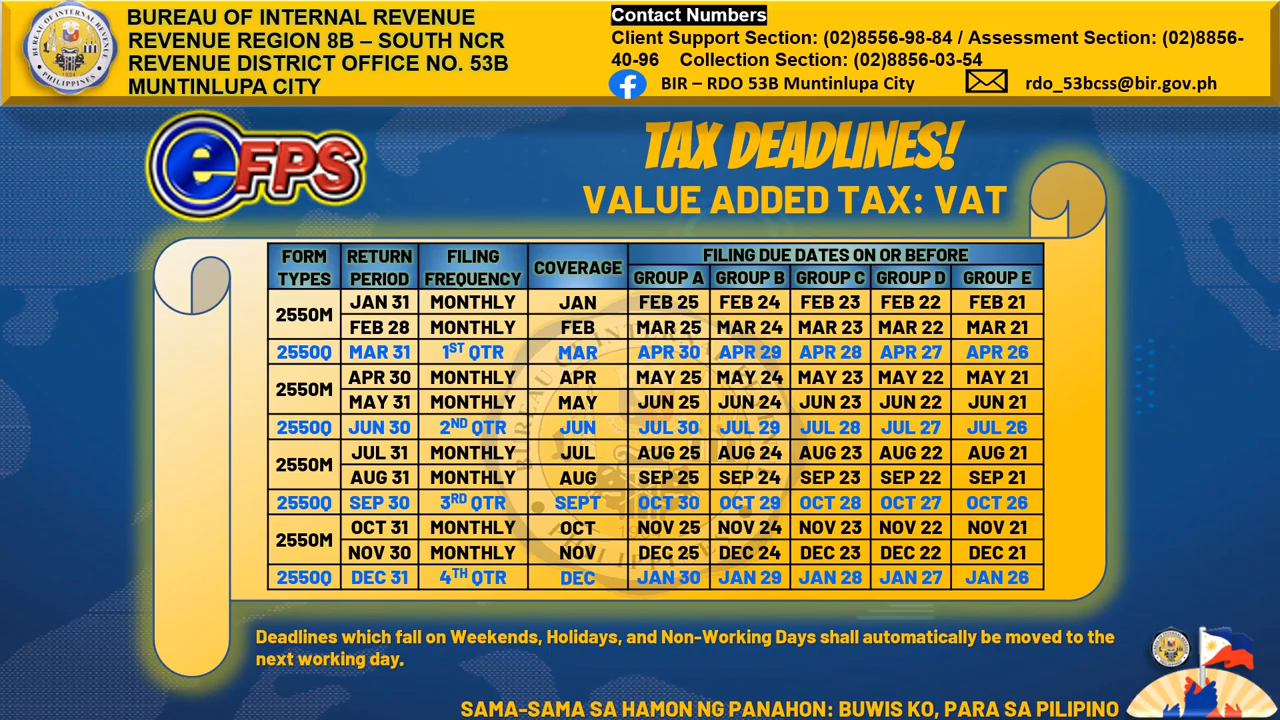 BUREAU OF INTERNAL REVENUE
REVENUE REGION 8B – SOUTH NCR
REVENUE DISTRICT OFFICE NO. 53B
MUNTINLUPA CITY
Contact Numbers
Client Support Section: (02)8556-98-84 / Assessment Section: (02)8856-
40-96 Collection Section: (02)8856-03-54
BIR – RDO 53B Muntinlupa City rdo_53bcss@bir.gov.ph
eFPS
TAX DEADLINES!
VALUE ADDED TAX: VAT
FORM TYPES RETURN PERIOD FILING FREQUENCY COVERAGE FILING DUE DATES ON OR BEFORE
GROUP A GROUP B GROUP C GROUP D GROUP E
2550M JAN 31 MONTHLY JAN FEB 25 FEB 24 FEB 23 FEB 22 FEB 21
FEB 28 MONTHLY FEB MAR 25 MAR 24 MAR 23 MAR 22 MAR 21
2550Q MAR 31 1ST QTR MAR APR 30 APR 29 APR 28 APR 27 APR 26
2550M APR 30 MONTHLY APR MAY 25 MAY 24 MAY 23 MAY 22 MAY 21
MAY 31 MONTHLY MAY JUN 25 JUN 24 JUN 23 JUN 22 JUN 21
2550Q JUN 30 2ND QTR JUN JUL 30 JUL 29 JUL 28 JUL 27 JUL 26
2550M JUL 31 MONTHLY JUL AUG 25 AUG 24 AUG 23 AUG 22 AUG 21
AUG 31 MONTHLY AUG SEP 25 SEP 24 SEP 23 SEP 22 SEP 21
2550Q SEP 30 3RD QTR SEPT OCT 30 OCT 29 OCT 28 OCT 27 OCT 26
2550M OCT 31 MONTHLY OCT NOV 25 NOV 24 NOV 23 NOV 22 NOV 21
NOV 30 MONTHLY NOV DEC 25 DEC 24 DEC 23 DEC 22 DEC 21
2550Q DEC 31 4TH QTR DEC JAN 30 JAN 29 JAN 28 JAN 27 JAN 26
Deadlines which fall on Weekends, Holidays, and Non-Working Days shall automatically be moved to the
next working day.
SAMA-SAMA SA HAMON NG PANAHON: BUWIS KO, PARA SA PILIPINO